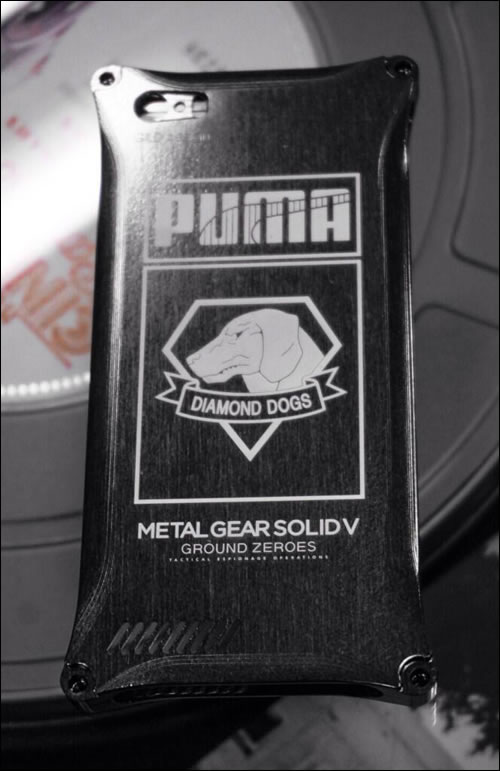 PUMA
DIAMOND DOGS
METAL GEAR SOLID V
GROUND ZEROES
TACTICAL ESPIONAGE OPERATIONS